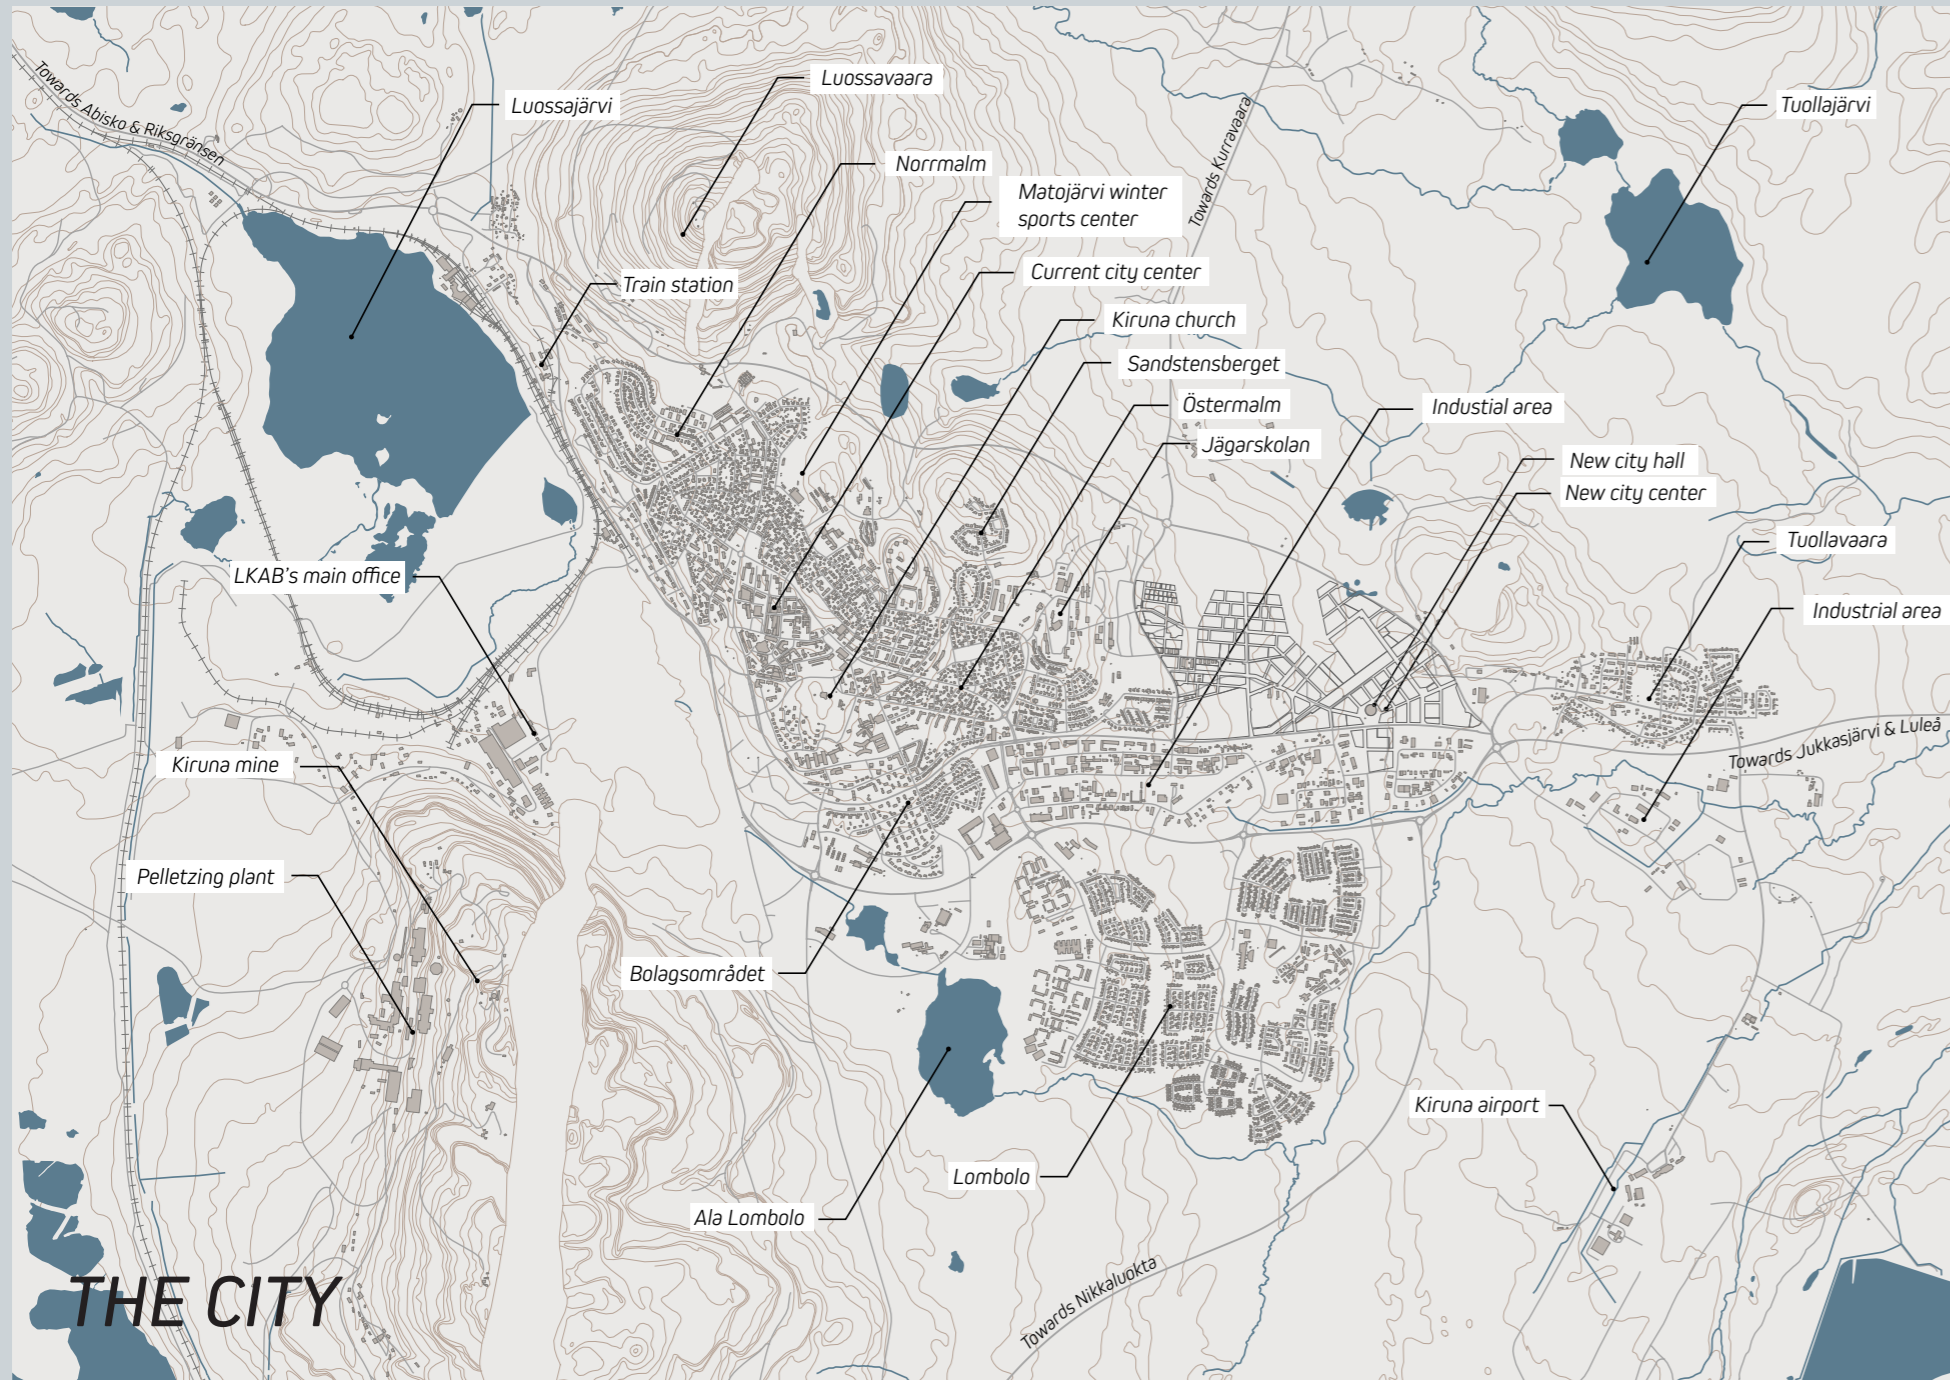 Towards Abisko & Riksgränsen
Luossajärvi
Luossavaara
Tuollajärvi
Norrmalm
Matojärvi winter
sports center
Towards Kurravaara
Train station
Current city center
Kiruna church
Sandstensberget
Östermalm
Industial area
Jägarskolan
New city hall
New city center
Tuollavaara
LKAB's main office
Industrial area
Towards Jukkasjärvi & Luleå
Kiruna mine
Pelletzing plant
Bolagsområdet
Kiruna airport
Lombolo
Ala Lombolo
Towards Nikkaluokta
THE CITY